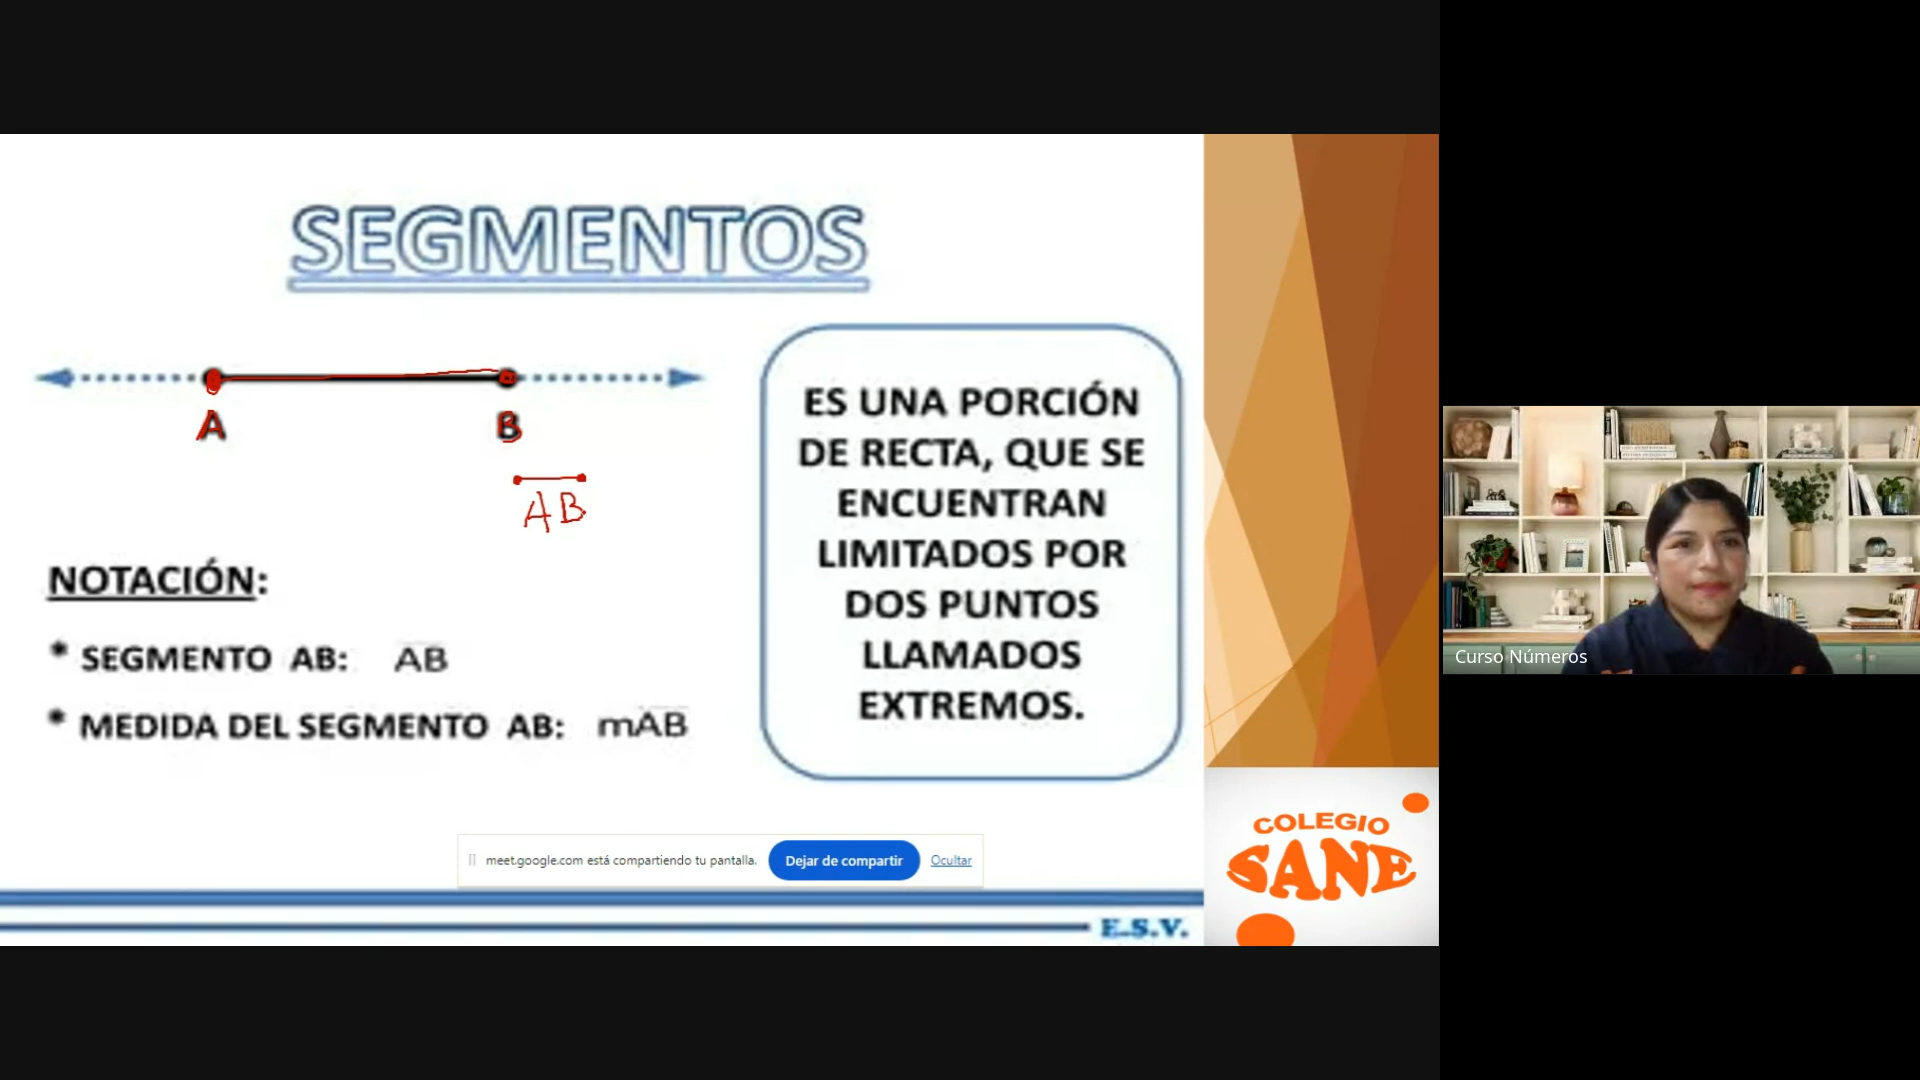 SEGMENTOS
A B
AB
NOTACIÓN:
* SEGMENTO AB: AB
* MEDIDA DEL SEGMENTO AB: mAB
ES UNA PORCIÓN
DE RECTA, QUE SE
ENCUENTRAN
LIMITADOS POR
DOS PUNTOS
LLAMADOS
EXTREMOS.
meet.google.com está compartiendo tu pantalla. Dejar de compartir Ocultar
E.S.V.
COLEGIO
SANE
Curso Números